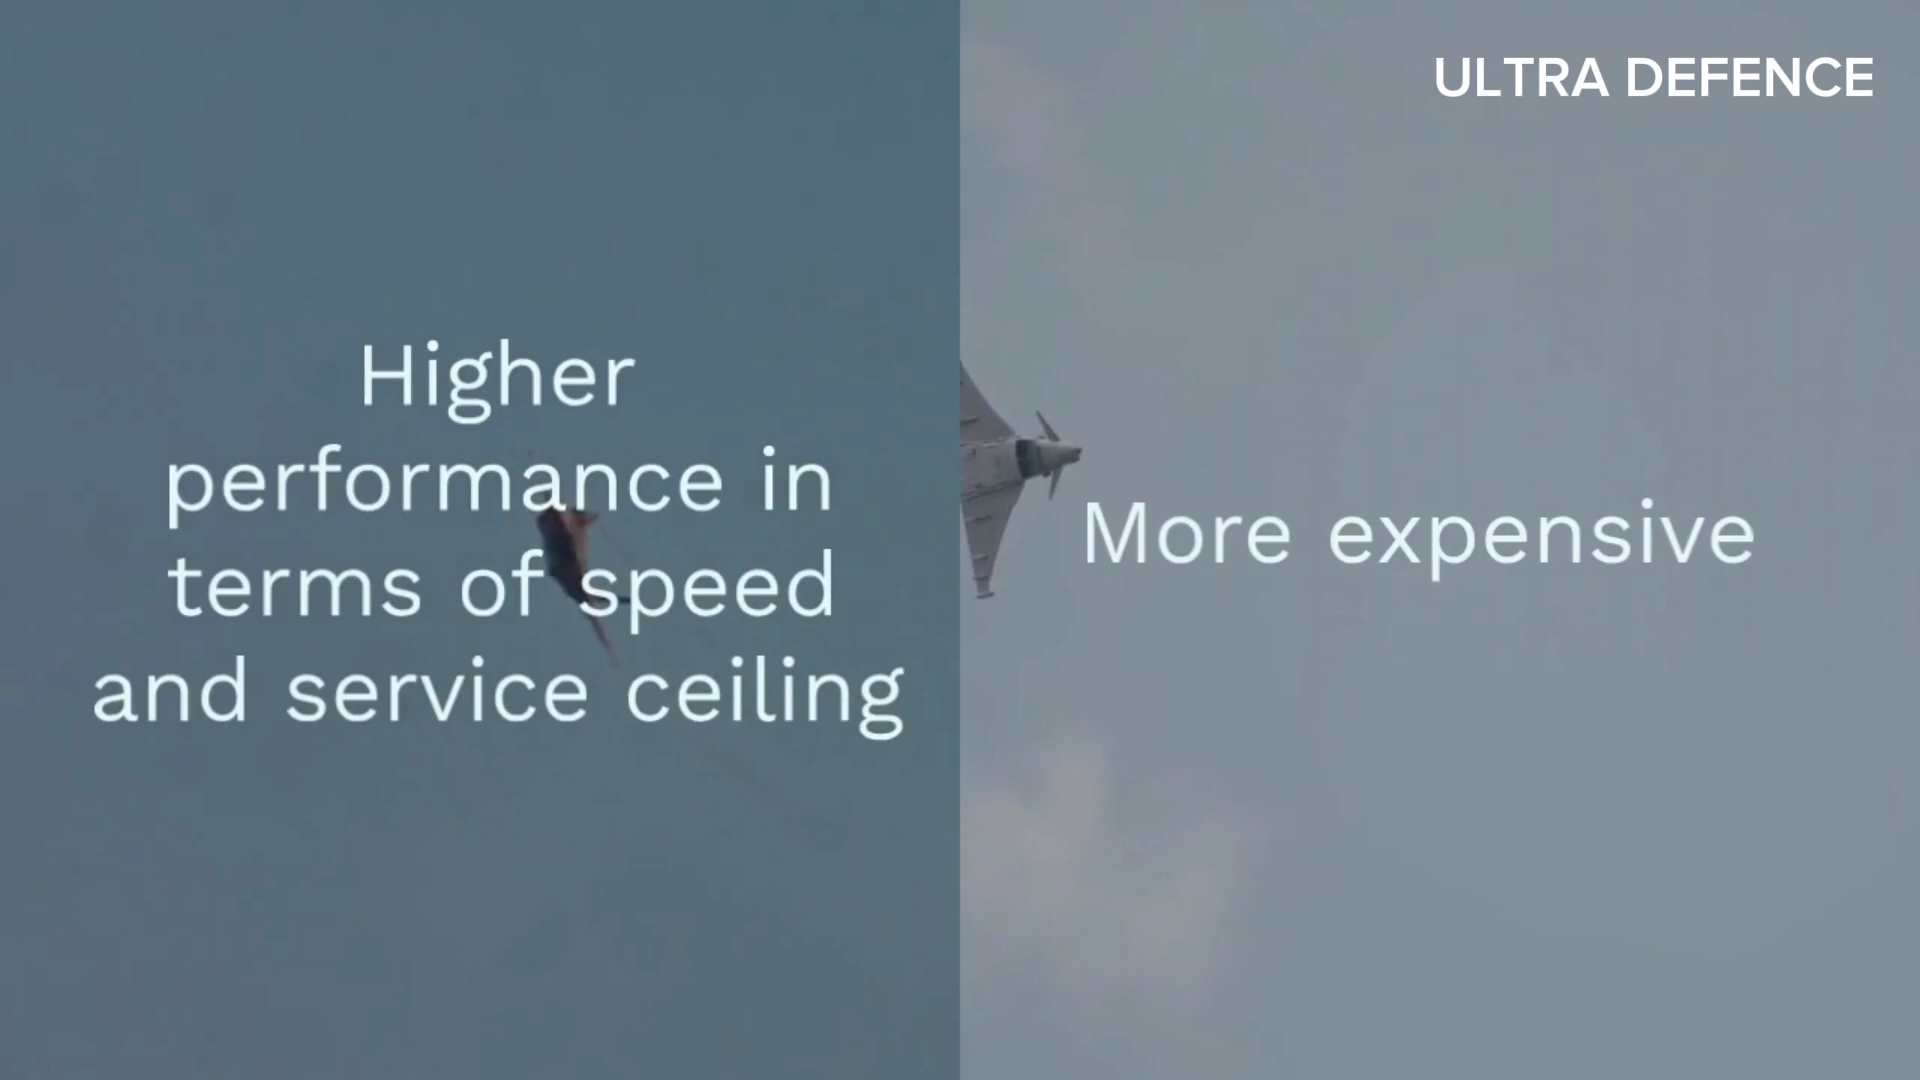 ULTRA DEFENCE
Higher
performance in
terms of speed
and service ceiling
More expensive